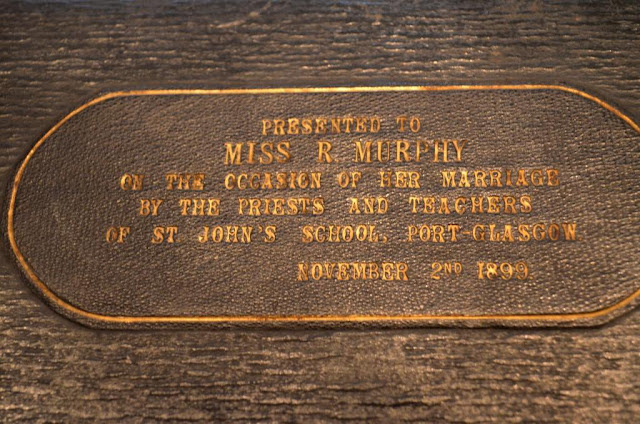 PRESENTED TO
MISS R. MURPHY
ON THE OCCASION OF HER MARRIAGE
BY THE PRIESTS AND TEACHERS
OF ST JOHN'S SCHOOL, PORT-GLASGOW
NOVEMBER 2ND 1899.